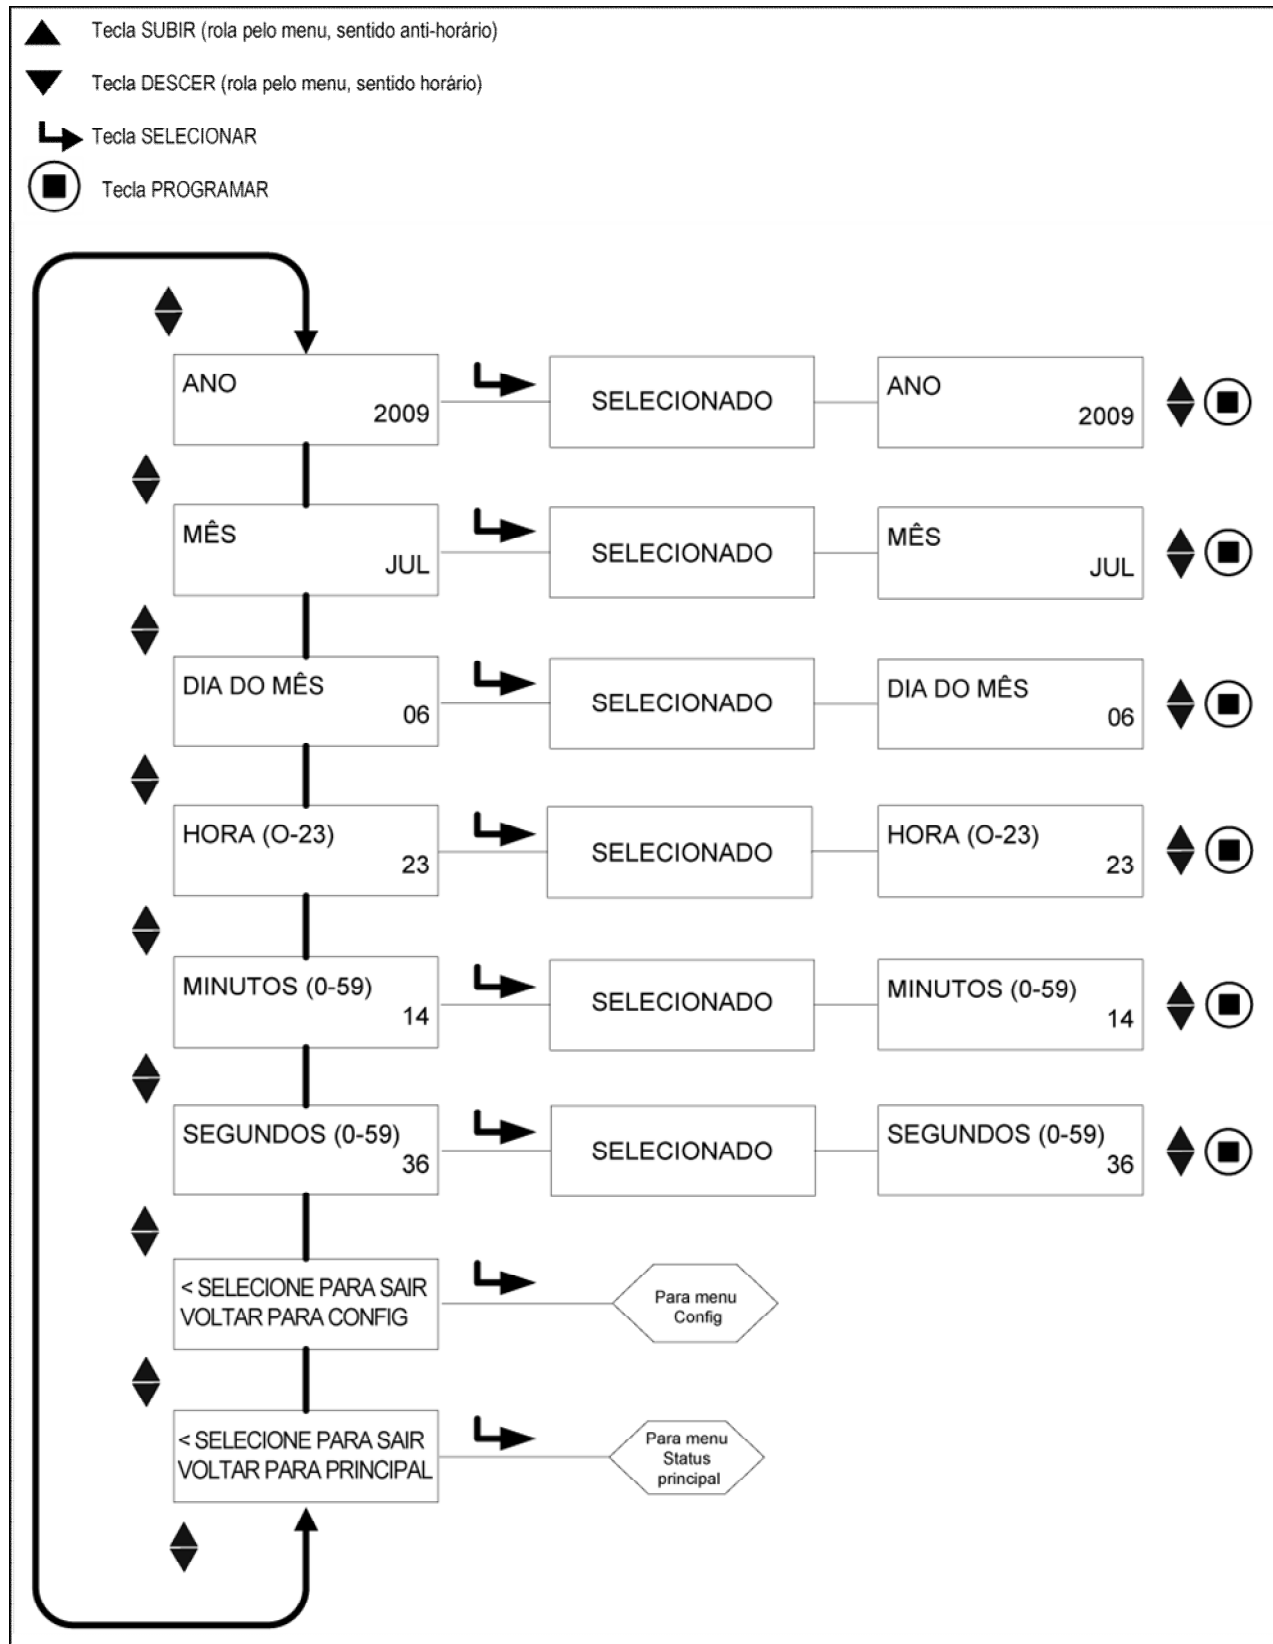 Tecla SUBIR (rola pelo menu, sentido anti-horário)
Tecla DESCER (rola pelo menu, sentido horário)
Tecla SELECIONAR
Tecla PROGRAMAR
ANO
2009
SELECIONADO
ANO
2009
MÊS
JUL
SELECIONADO
MÊS
JUL
DIA DO MÊS
06
SELECIONADO
DIA DO MÊS
06
HORA (O-23)
23
SELECIONADO
HORA (O-23)
23
MINUTOS (0-59)
14
SELECIONADO
MINUTOS (0-59)
14
SEGUNDOS (0-59)
36
SELECIONADO
SEGUNDOS (0-59)
36
< SELECIONE PARA SAIR
VOLTAR PARA CONFIG
Para menu
Config
< SELECIONE PARA SAIR
VOLTAR PARA PRINCIPAL
Para menu
Status
principal